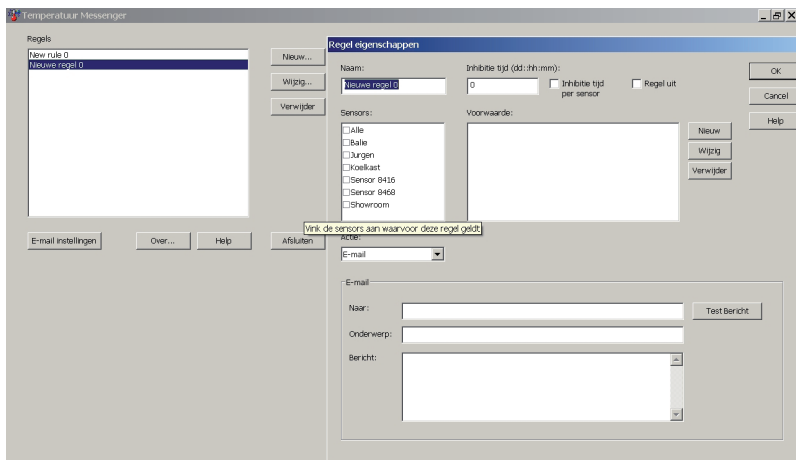 Temperatuur Messenger
Regels
New rule 0
Nieuwe regel 0
Nieuw...
Wijzig...
Verwijder
E-mail instellingen
Over...
Help
Afsluiten
Regel eigenschappen
Naam:
Nieuwe regel 0
Inhibitie tijd (dd::hh:mm):
0
Inhibitie tijd
per sensor
Regel uit
OK
Cancel
Help
Sensors:
Alle
Balie
Jurgen
Koelkast
Sensor 8416
Sensor 8468
Showroom
Voorwaarde:
Nieuw
Wijzig
Verwijder
Vink de sensors aan waarvoor deze regel geldt
Actie:
E-mail
E-mail
Naar:
Test Bericht
Onderwerp:
Bericht: